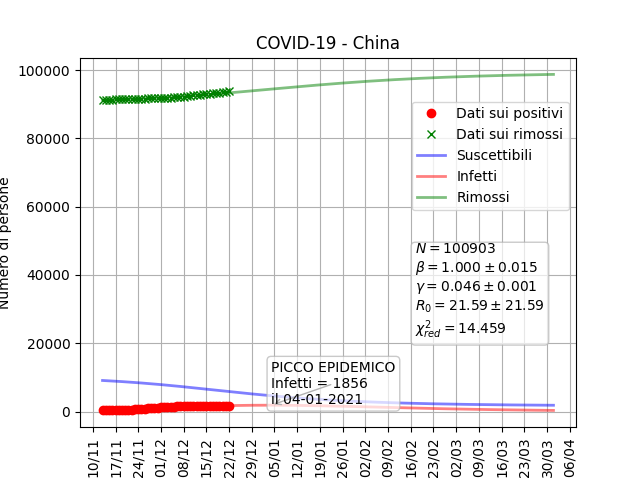 COVID-19 - China
Numero di persone
100000
80000
60000
40000
20000
0
Dati sui positivi
Dati sui rimossi
Suscettibili
Infetti
Rimossi
N = 100903
β = 1.000 ± 0.015
γ = 0.046 ± 0.001
R₀ = 21.59 ± 21.59
χ²red = 14.459
PICCO EPIDEMICO
Infetti = 1856
il 04-01-2021
10/11 17/11 24/11 01/12 08/12 15/12 22/12 29/12 05/01 12/01 19/01 26/01 02/02 09/02 16/02 23/02 02/03 09/03 16/03 23/03 30/03 06/04